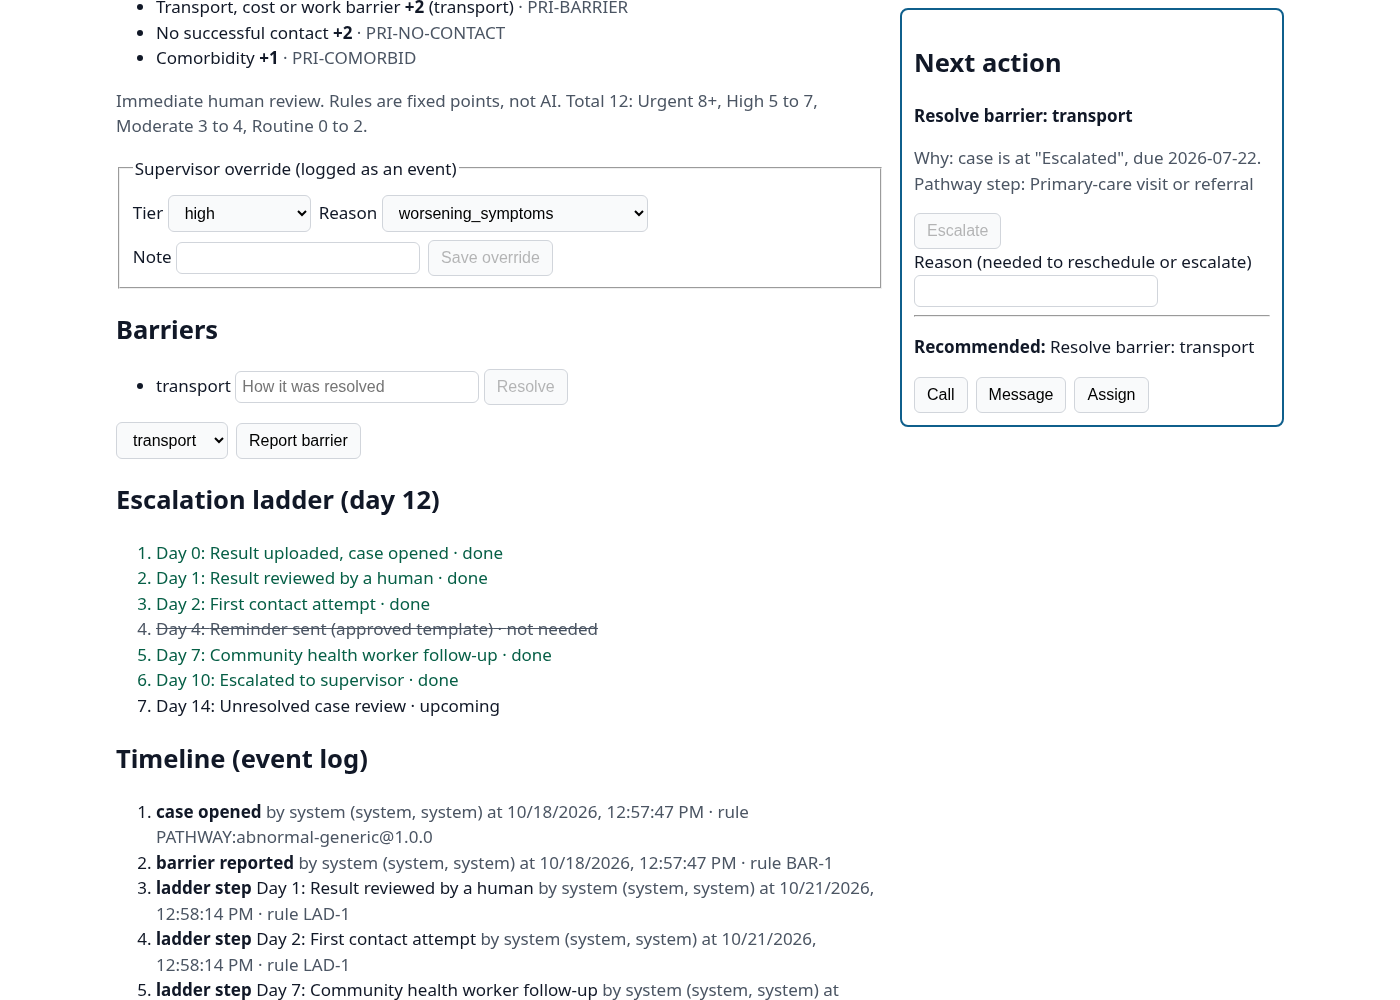 • Transport, cost or work barrier +2 (transport) · PRI-BARRIER
• No successful contact +2 · PRI-NO-CONTACT
• Comorbidity +1 · PRI-COMORBID
Immediate human review. Rules are fixed points, not AI. Total 12: Urgent 8+, High 5 to 7,
Moderate 3 to 4, Routine 0 to 2.
Supervisor override (logged as an event)
Tier high Reason worsening_symptoms
Note Save override
Barriers
• transport How it was resolved Resolve
transport Report barrier
Escalation ladder (day 12)
1. Day 0: Result uploaded, case opened · done
2. Day 1: Result reviewed by a human · done
3. Day 2: First contact attempt · done
4. Day 4: Reminder sent (approved template) · not needed
5. Day 7: Community health worker follow-up · done
6. Day 10: Escalated to supervisor · done
7. Day 14: Unresolved case review · upcoming
Timeline (event log)
1. case opened by system (system, system) at 10/18/2026, 12:57:47 PM · rule
PATHWAY:abnormal-generic@1.0.0
2. barrier reported by system (system, system) at 10/18/2026, 12:57:47 PM · rule BAR-1
3. ladder step Day 1: Result reviewed by a human by system (system, system) at 10/21/2026,
12:58:14 PM · rule LAD-1
4. ladder step Day 2: First contact attempt by system (system, system) at 10/21/2026,
12:58:14 PM · rule LAD-1
5. ladder step Day 7: Community health worker follow-up by system (system, system) at
Next action
Resolve barrier: transport
Why: case is at "Escalated", due 2026-07-22.
Pathway step: Primary-care visit or referral
Escalate
Reason (needed to reschedule or escalate)
Recommended: Resolve barrier: transport
Call Message Assign